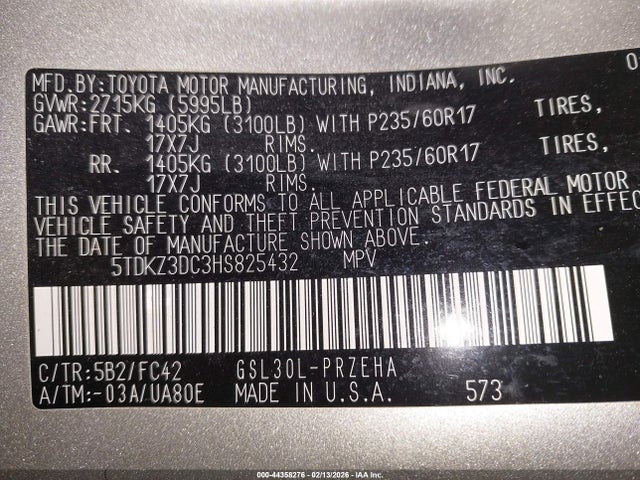 MFD.BY:TOYOTA MOTOR MANUFACTURING, INDIANA, INC.
GVWR:2715KG (5995LB)
GAWR:FRT. 1405KG (3100LB) WITH P235/60R17 TIRES,
17X7J RIMS.
RR. 1405KG (3100LB) WITH P235/60R17 TIRES,
17X7J RIMS.
THIS VEHICLE CONFORMS TO ALL APPLICABLE FEDERAL MOTOR
VEHICLE SAFETY AND THEFT PREVENTION STANDARDS IN EFFEC
THE DATE OF MANUFACTURE SHOWN ABOVE.
5TDKZ3DC3HS825432 MPV
C/TR:5B2/FC42 GSL30L-PRZEHA
A/TM:-03A/UA80E MADE IN U.S.A. 573
000-44358276 - 02/13/2026 - IAA Inc.